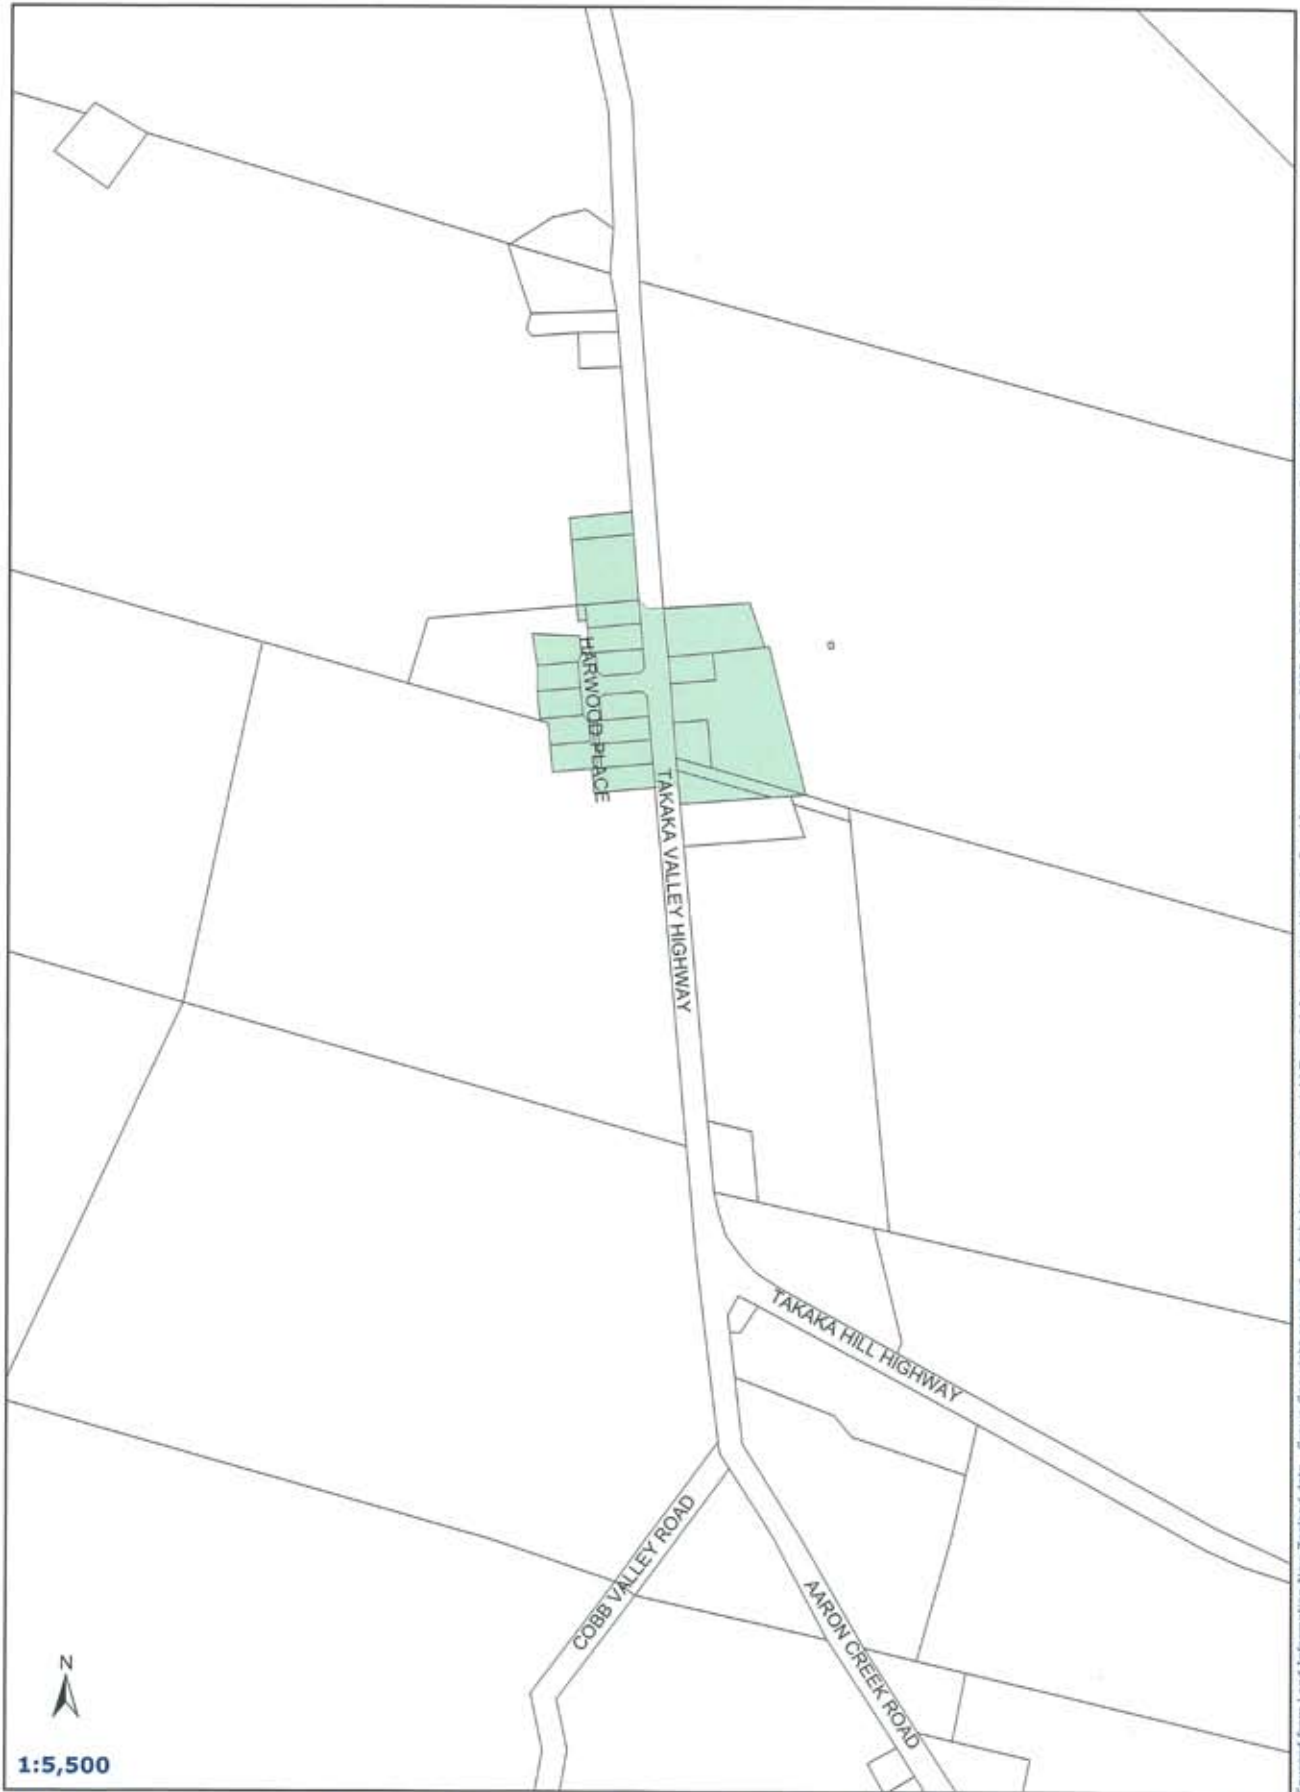 HARWOOD PLACE
TAKAKA VALLEY HIGHWAY
TAKAKA HILL HIGHWAY
COBB VALLEY ROAD
AARON CREEK ROAD
N
1:5,500